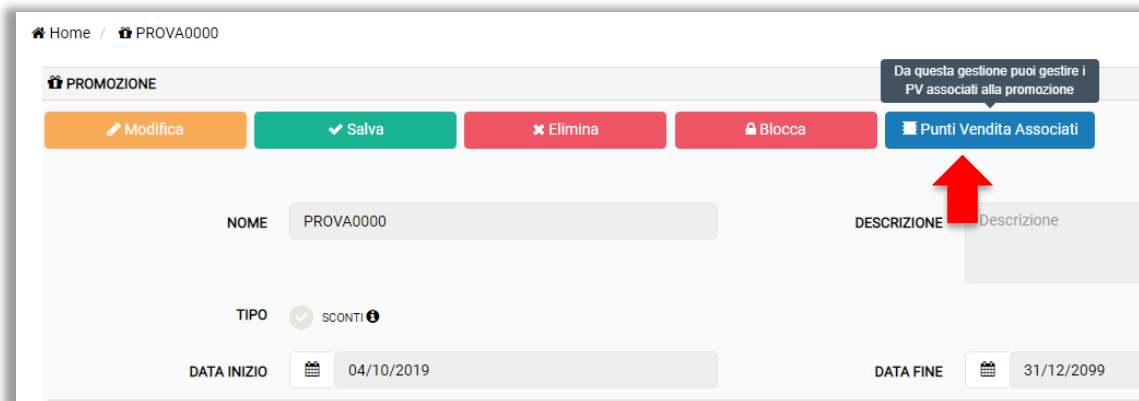 Home / PROVA0000
PROMOZIONE
Da questa gestione puoi gestire i
PV associati alla promozione
Modifica Salva Elimina Blocca Punti Vendita Associati
NOME PROVA0000 DESCRIZIONE Descrizione
TIPO SCONTI
DATA INIZIO 04/10/2019 DATA FINE 31/12/2099